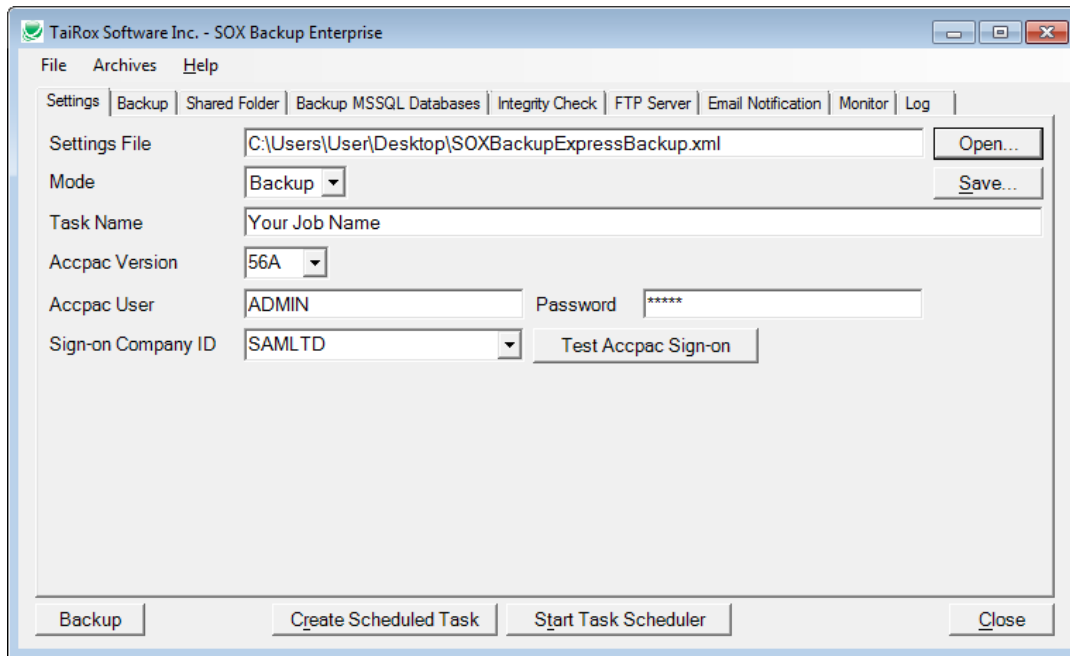 TaiRox Software Inc. - SOX Backup Enterprise
File Archives Help
Settings Backup Shared Folder Backup MSSQL Databases Integrity Check FTP Server Email Notification Monitor Log
Settings File C:\Users\User\Desktop\SOXBackupExpressBackup.xml Open...
Mode Backup Save...
Task Name Your Job Name
Accpac Version 56A
Accpac User ADMIN Password *****
Sign-on Company ID SAMLTD Test Accpac Sign-on
Backup Create Scheduled Task Start Task Scheduler Close